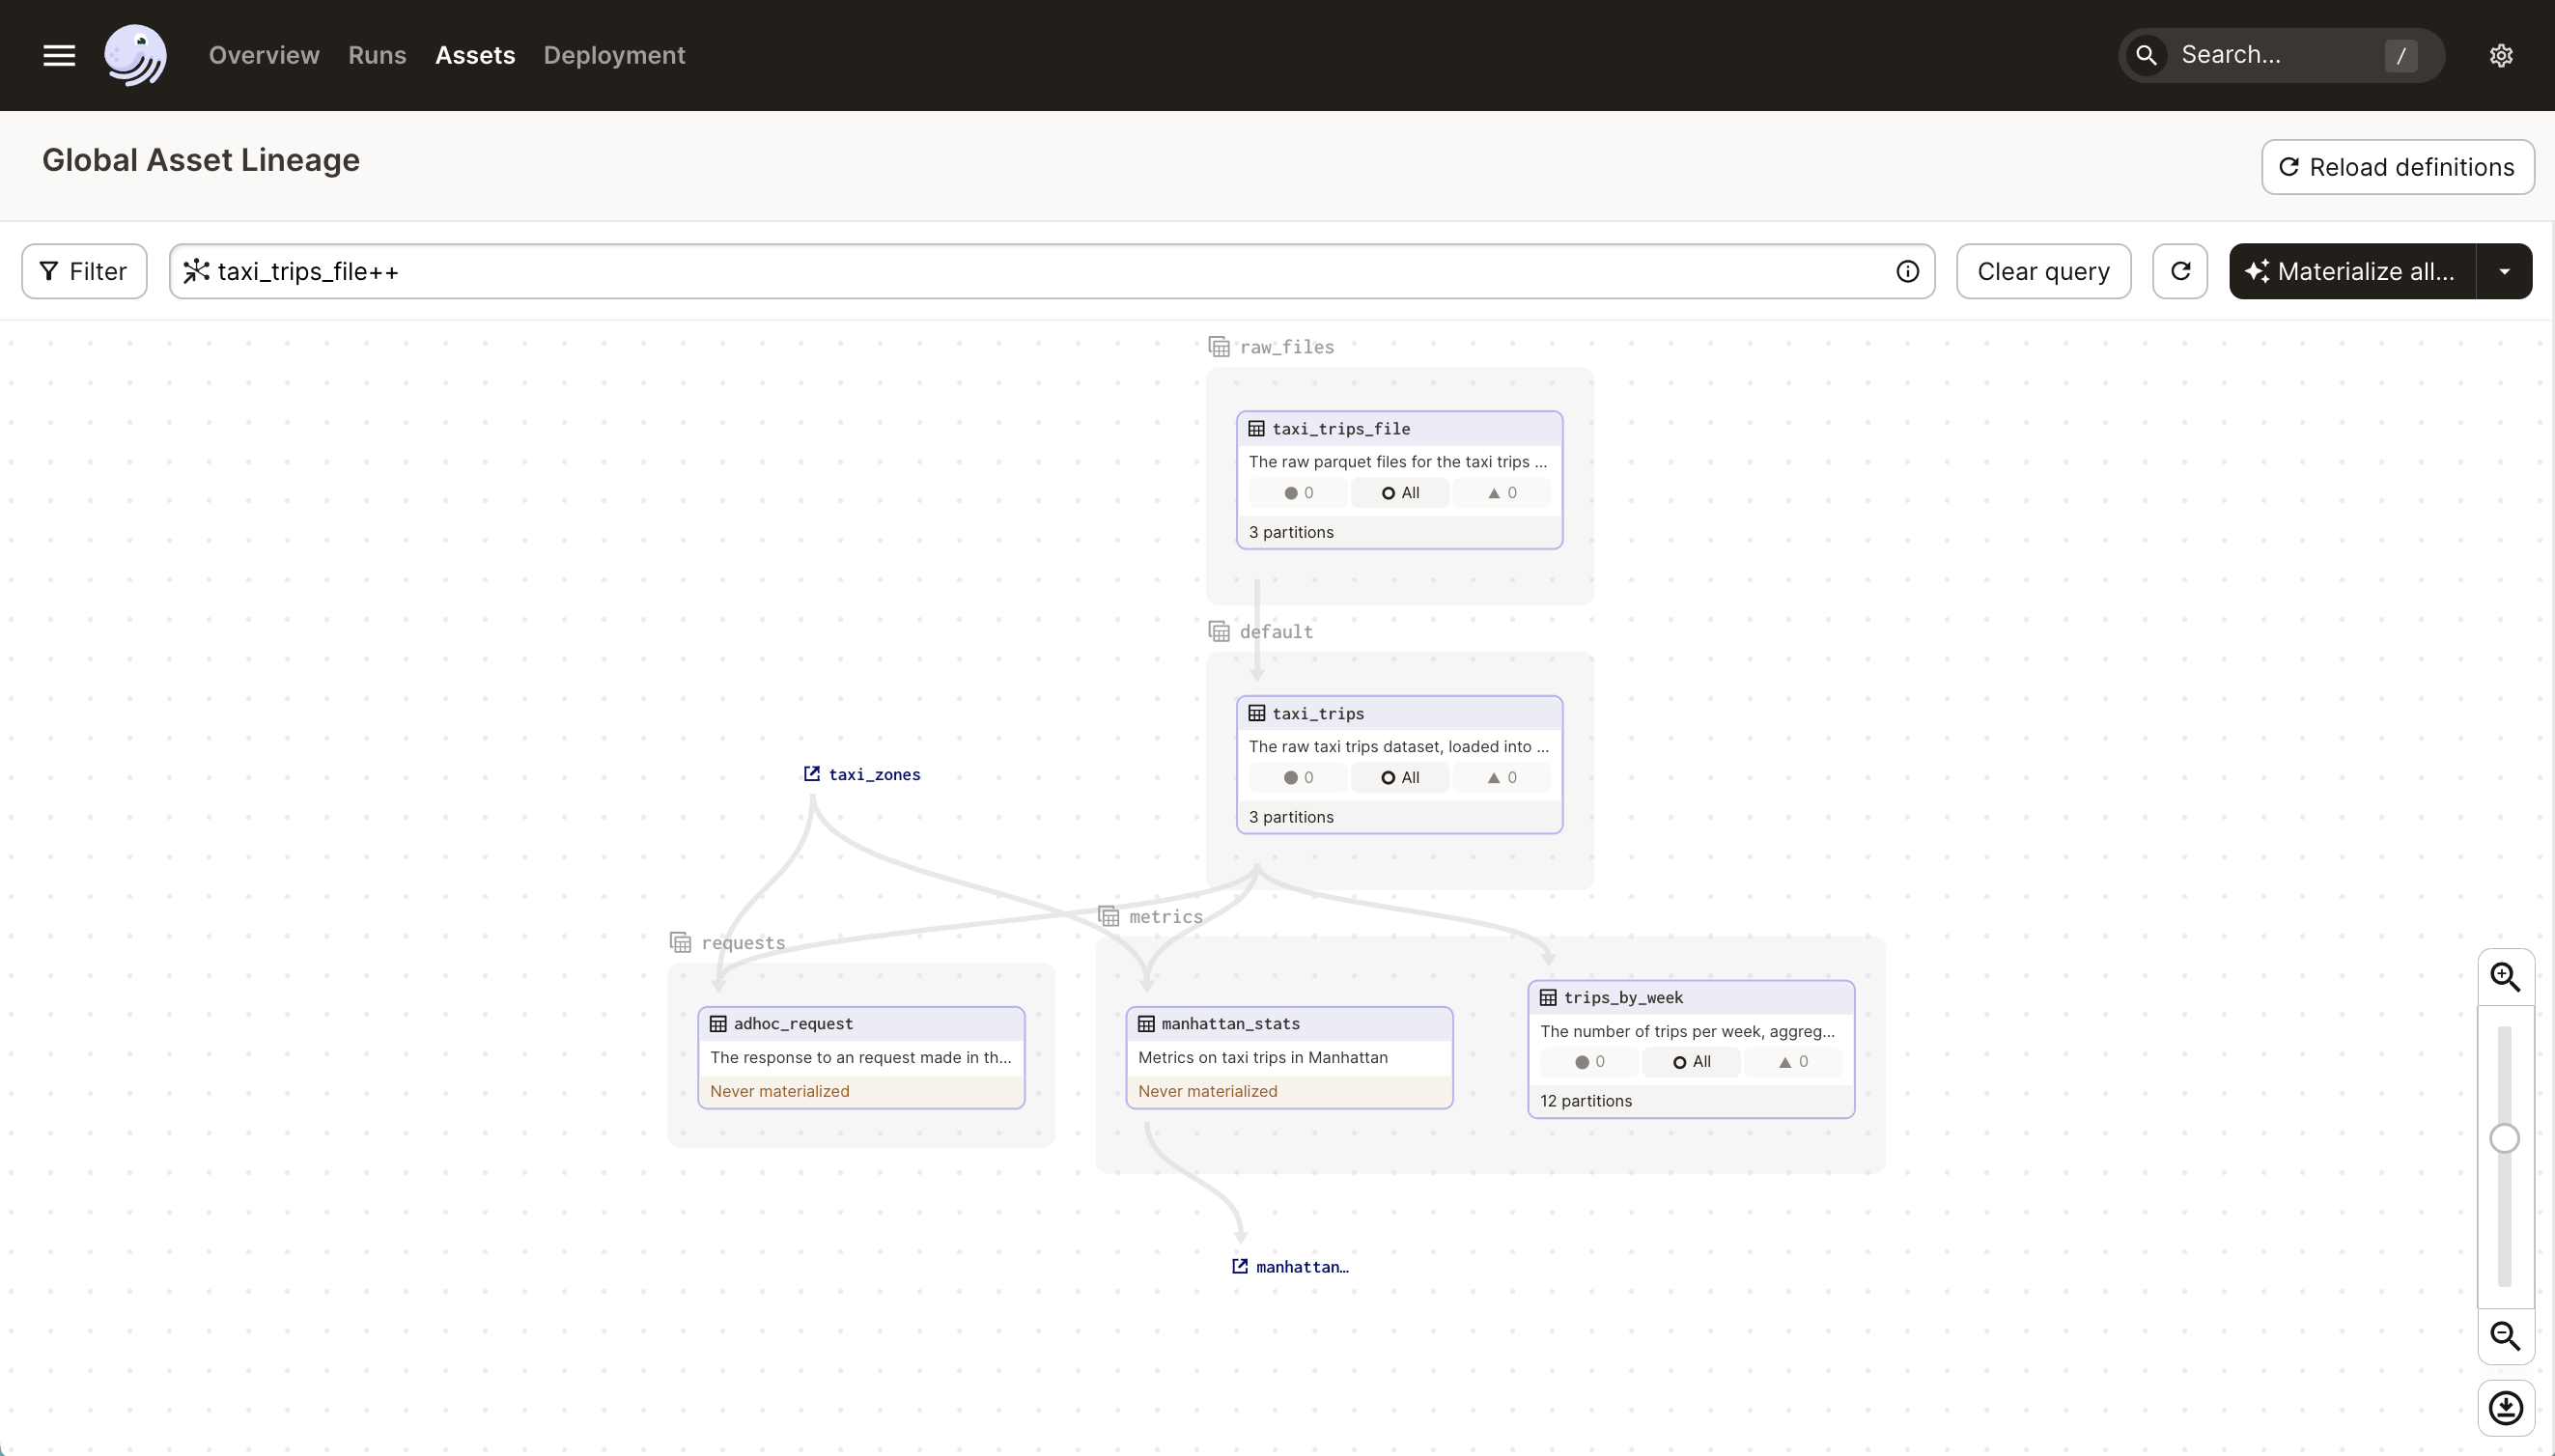 Overview Runs Assets Deployment Search... /
Global Asset Lineage
Reload definitions
Filter taxi_trips_file++ Clear query Materialize all...
raw_files
taxi_trips_file
The raw parquet files for the taxi trips ...
0 All 0
3 partitions
default
taxi_trips
The raw taxi trips dataset, loaded into ...
0 All 0
3 partitions
taxi_zones
metrics
requests
adhoc_request
The response to an request made in th...
Never materialized
manhattan_stats
Metrics on taxi trips in Manhattan
Never materialized
trips_by_week
The number of trips per week, aggreg...
0 All 0
12 partitions
manhattan…